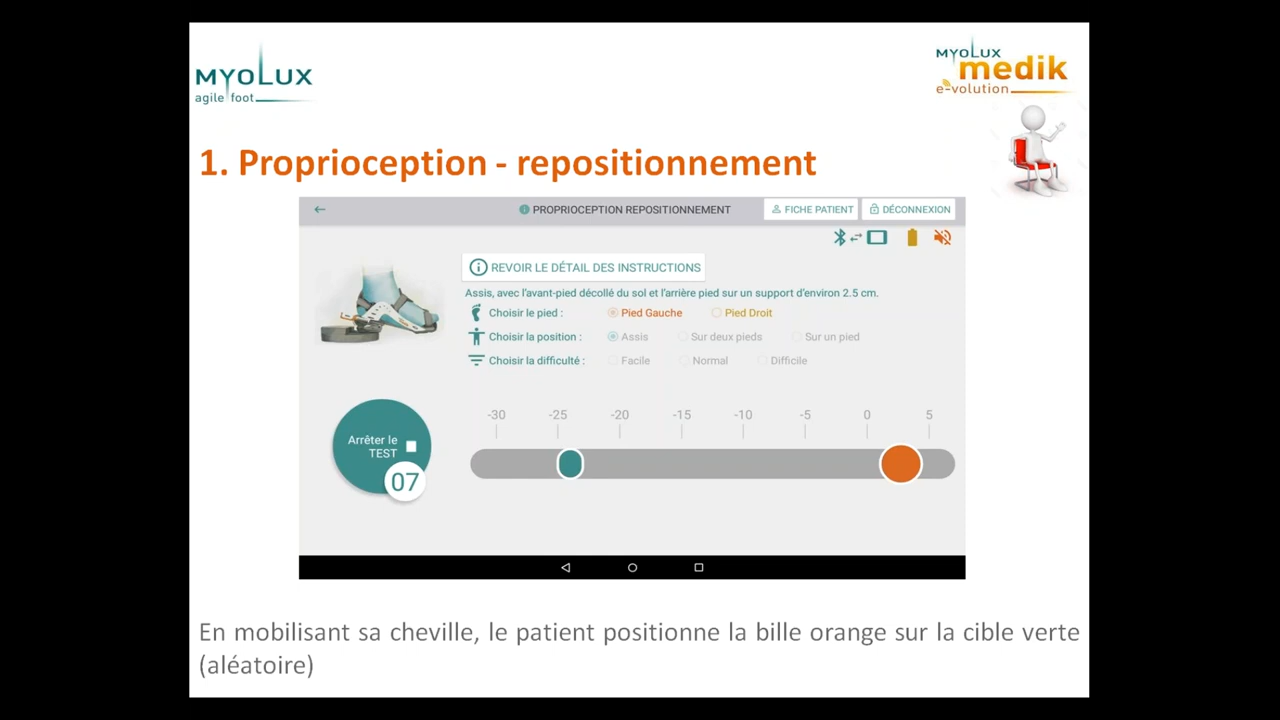 MYOLUX
agile foot
MYOLUX
medik
e-volution
1. Proprioception - repositionnement
PROPRIOCEPTION REPOSITIONNEMENT
FICHE PATIENT
DÉCONNEXION
REVOIR LE DÉTAIL DES INSTRUCTIONS
Assis, avec l'avant-pied décollé du sol et l'arrière pied sur un support d'environ 2.5 cm.
Choisir le pied : Pied Gauche Pied Droit
Choisir la position : Assis Sur deux pieds Sur un pied
Choisir la difficulté : Facile Normal Difficile
-30 -25 -20 -15 -10 -5 0 5
Arrêter le
TEST
07
En mobilisant sa cheville, le patient positionne la bille orange sur la cible verte
(aléatoire)